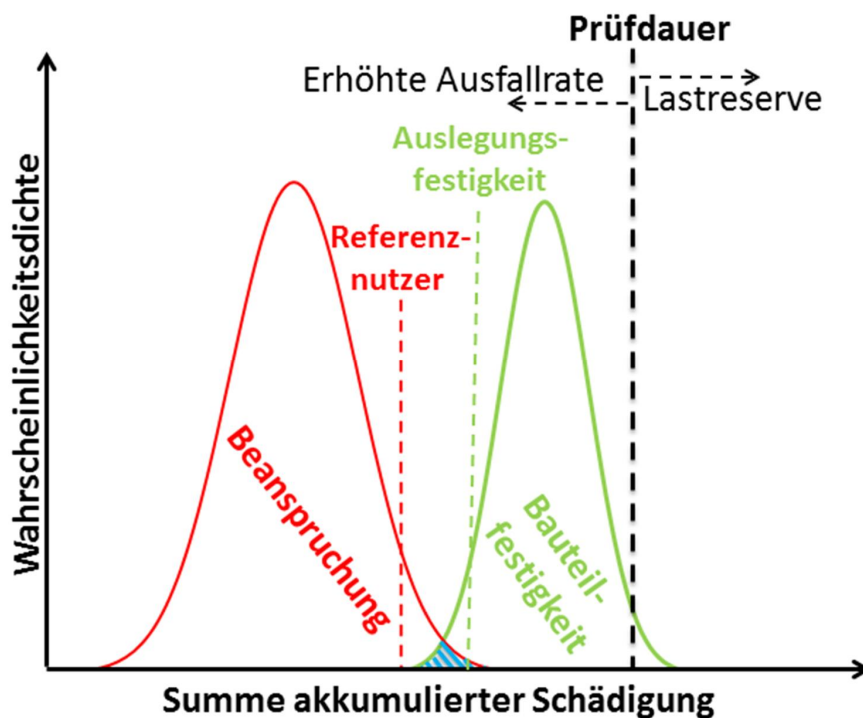 Prüfdauer
Erhöhte Ausfallrate
Lastreserve
Auslegungs-
festigkeit
Referenz-
nutzer
Wahrscheinlichkeitsdichte
Beanspruchung
Bauteil-
festigkeit
Summe akkumulierter Schädigung